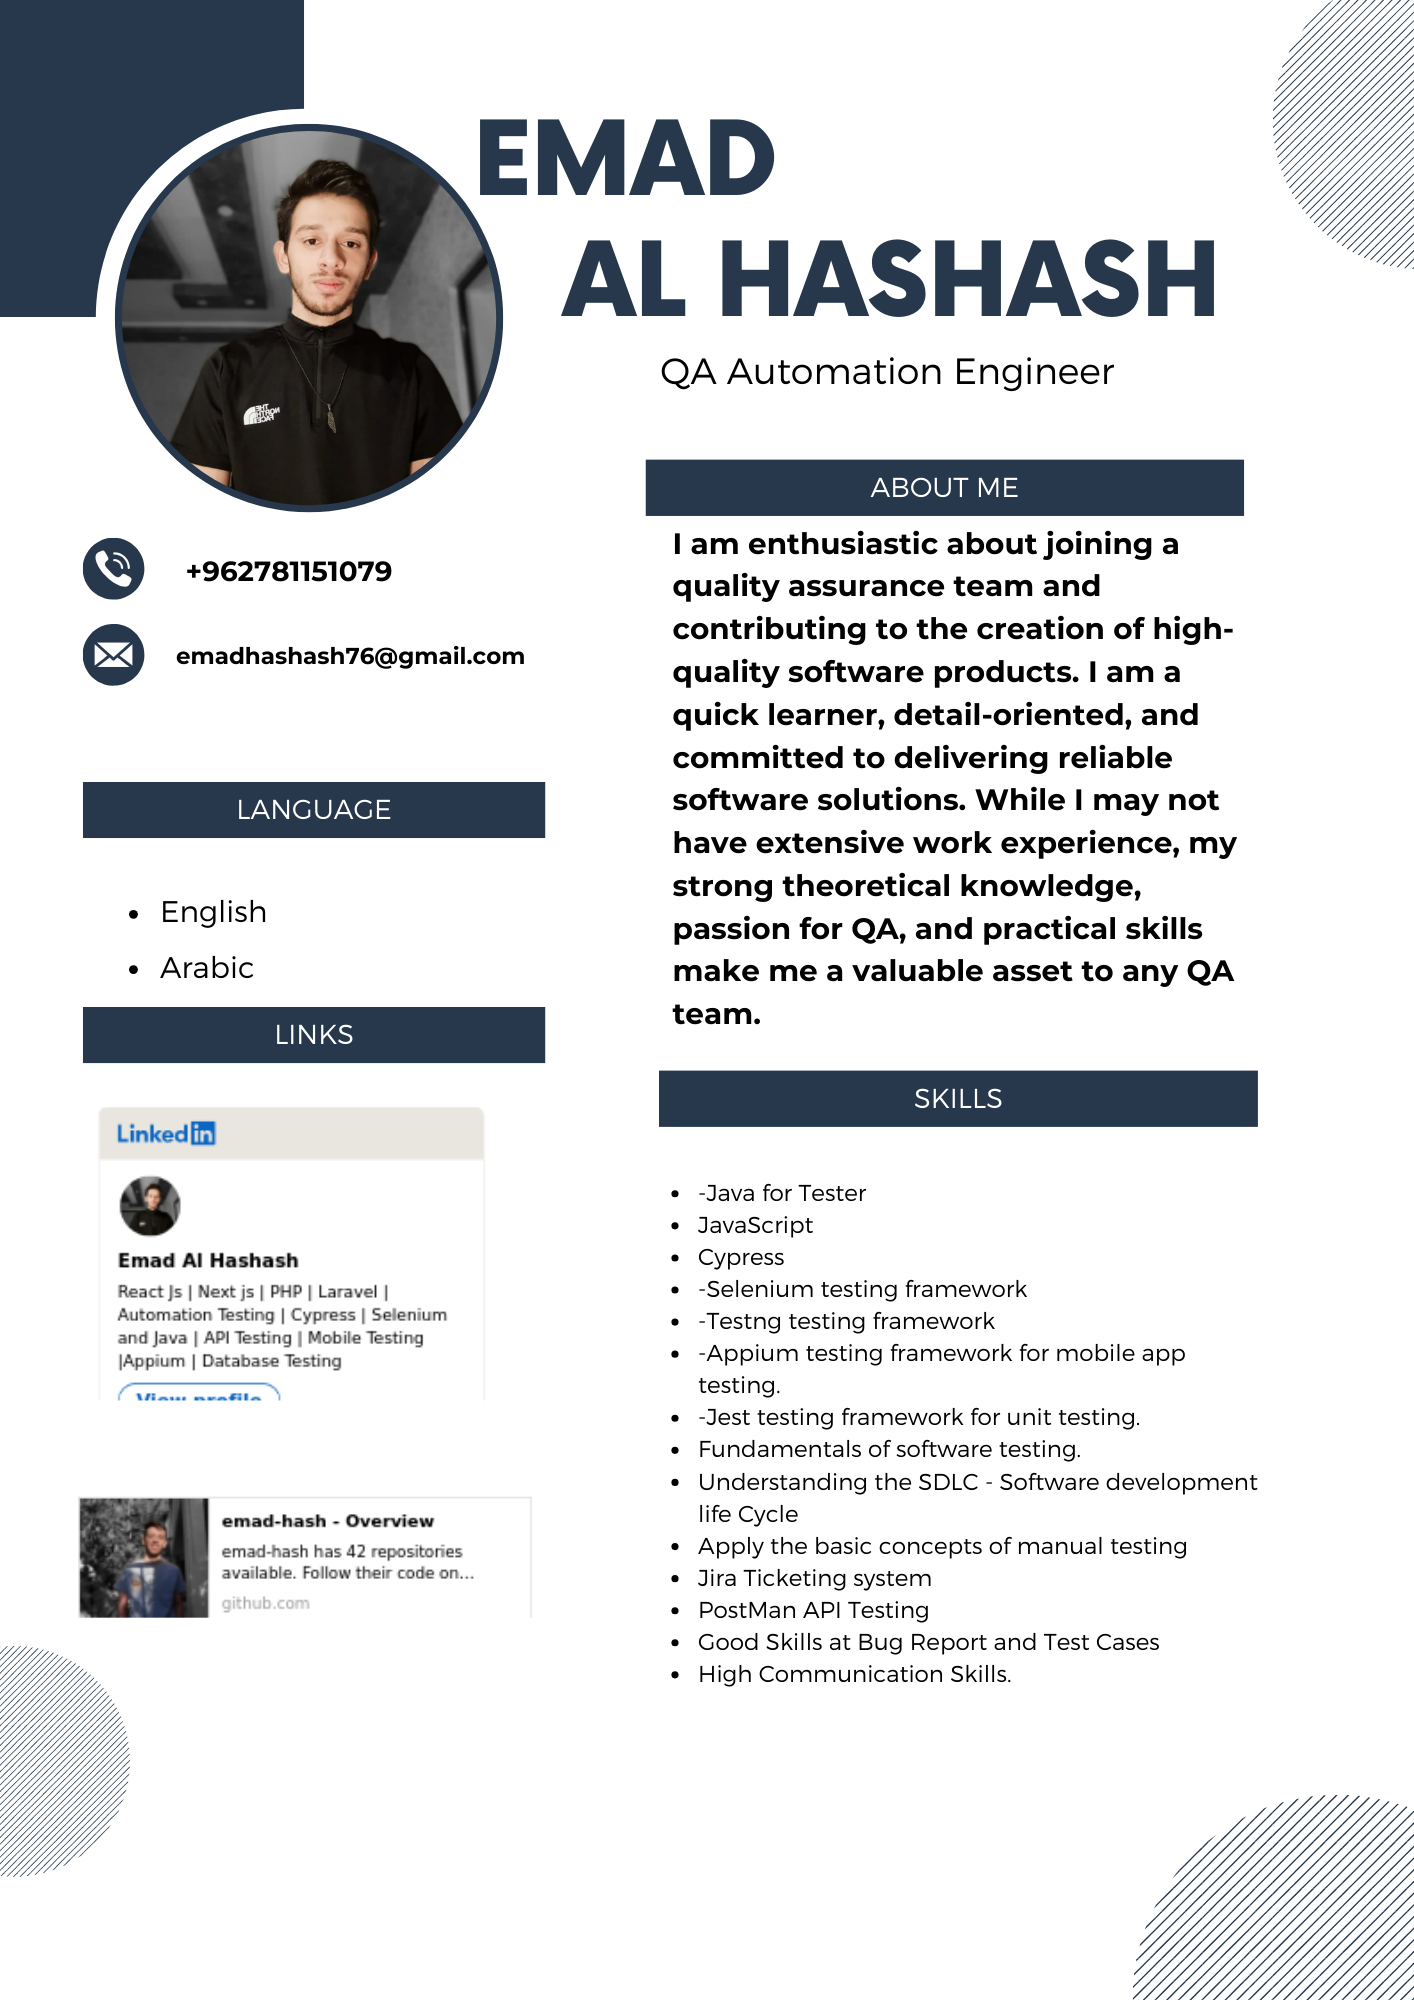 EMAD
AL HASHASH
QA Automation Engineer
THE
NORTH
FACE
+962781151079
emadhashash76@gmail.com
LANGUAGE
• English
• Arabic
LINKS
Linked in
Emad Al Hashash
React Js | Next js | PHP | Laravel |
Automation Testing | Cypress | Selenium
and Java | API Testing | Mobile Testing
|Appium | Database Testing
View profile
emad-hash - Overview
emad-hash has 42 repositories
available. Follow their code on...
github.com
ABOUT ME
I am enthusiastic about joining a
quality assurance team and
contributing to the creation of high-
quality software products. I am a
quick learner, detail-oriented, and
committed to delivering reliable
software solutions. While I may not
have extensive work experience, my
strong theoretical knowledge,
passion for QA, and practical skills
make me a valuable asset to any QA
team.
SKILLS
• -Java for Tester
• JavaScript
• Cypress
• -Selenium testing framework
• -Testng testing framework
• -Appium testing framework for mobile app
testing.
• -Jest testing framework for unit testing.
• Fundamentals of software testing.
• Understanding the SDLC - Software development
life Cycle
• Apply the basic concepts of manual testing
• Jira Ticketing system
• PostMan API Testing
• Good Skills at Bug Report and Test Cases
• High Communication Skills.